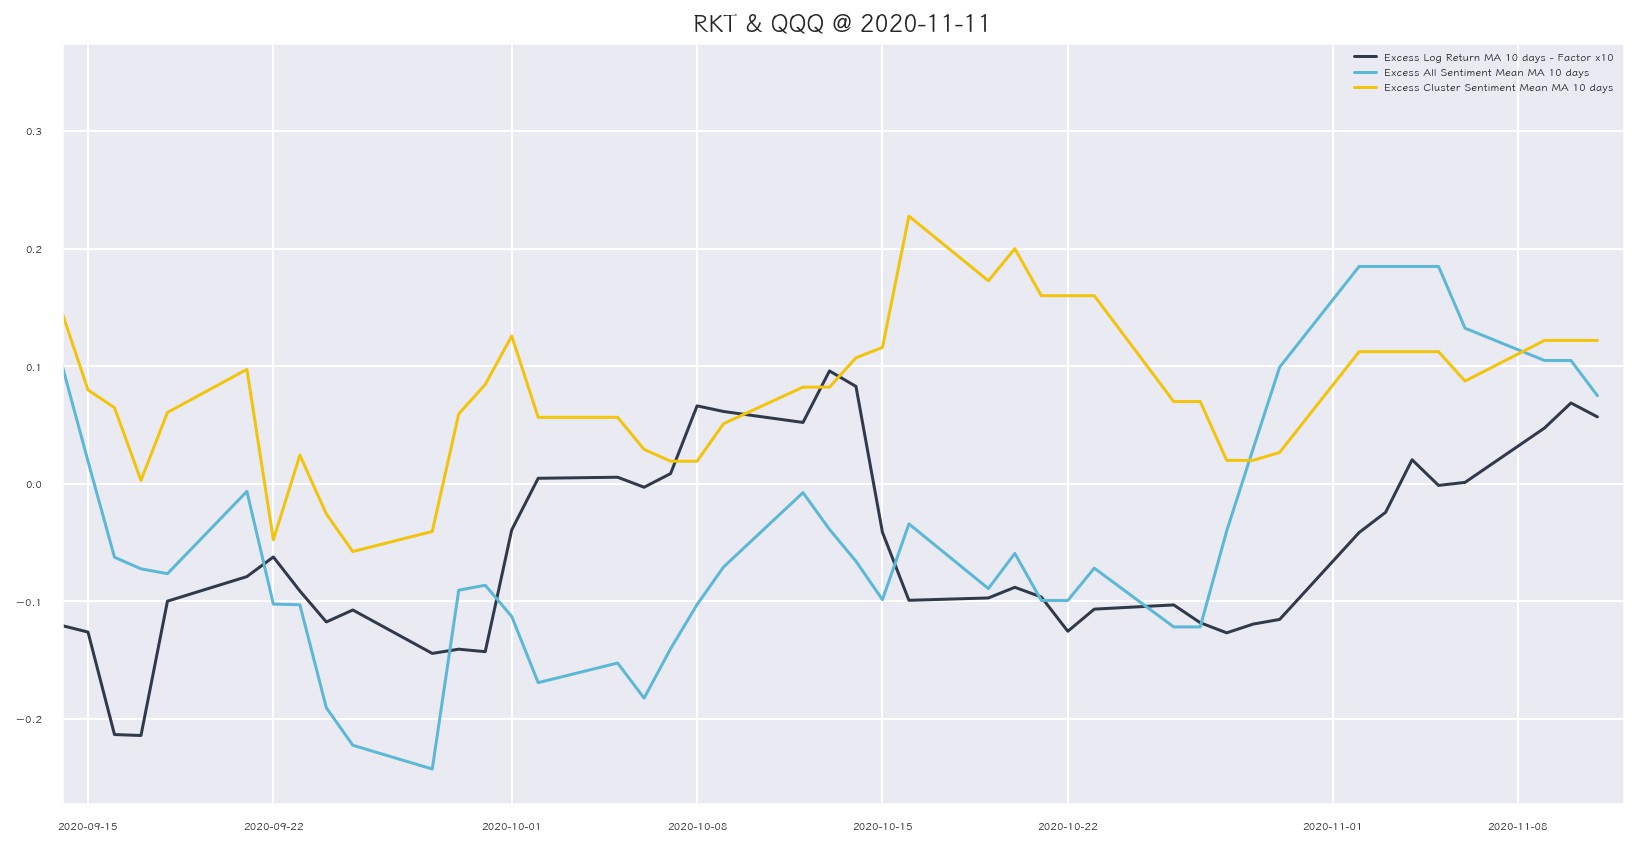 RKT & QQQ @ 2020-11-11
Excess Log Return MA 10 days - Factor x10
Excess All Sentiment Mean MA 10 days
Excess Cluster Sentiment Mean MA 10 days
0.3
0.2
0.1
0.0
−0.1
−0.2
2020-09-15 2020-09-22 2020-10-01 2020-10-08 2020-10-15 2020-10-22 2020-11-01 2020-11-08